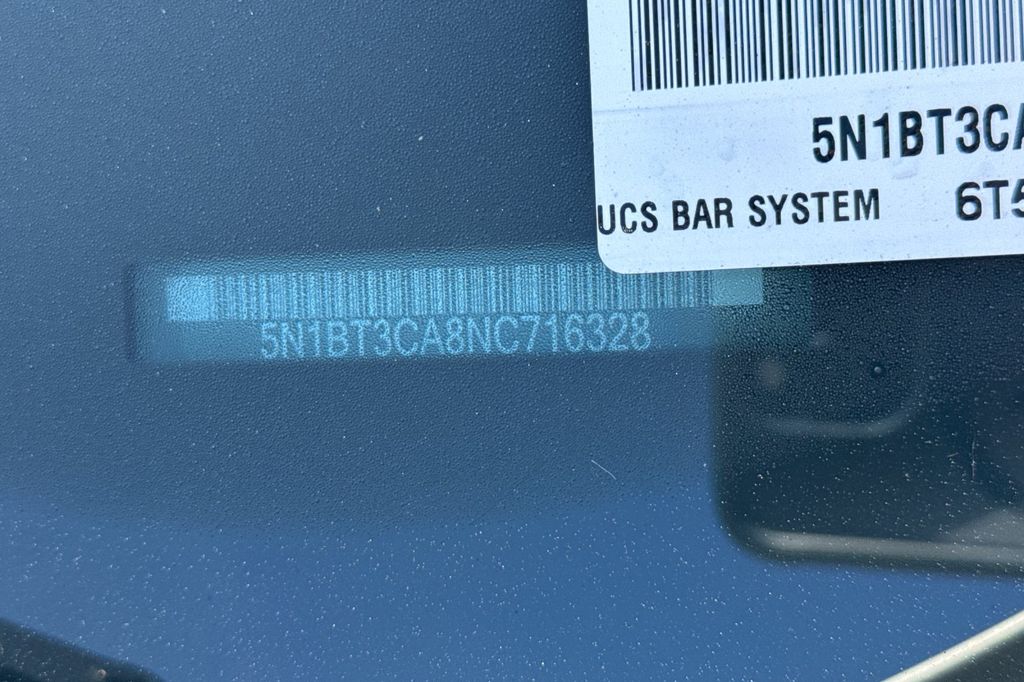 5N1BT3CA
UCS BAR SYSTEM 6T5
5N1BT3CA8NC716328